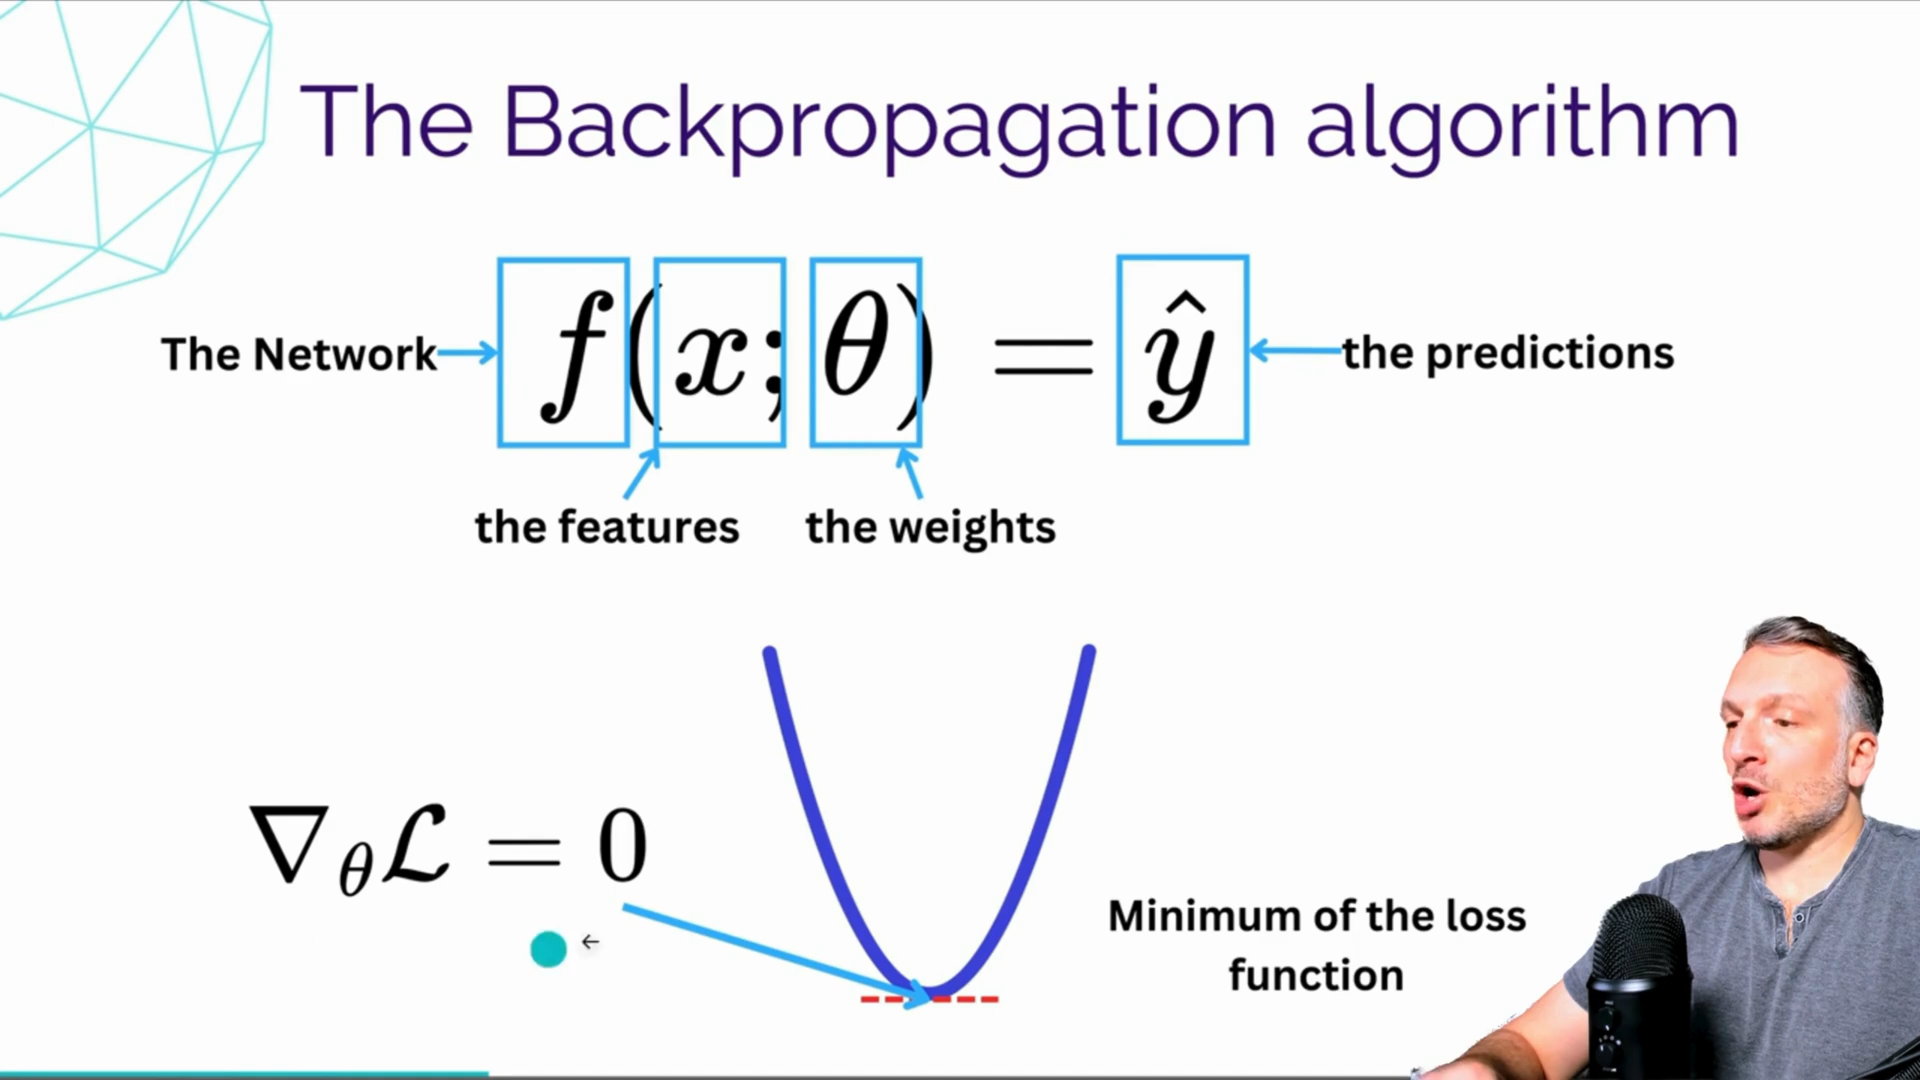 The Backpropagation algorithm
The Network f(x; θ) = ŷ the predictions
the features the weights
∇θℒ = 0
←
Minimum of the loss
function